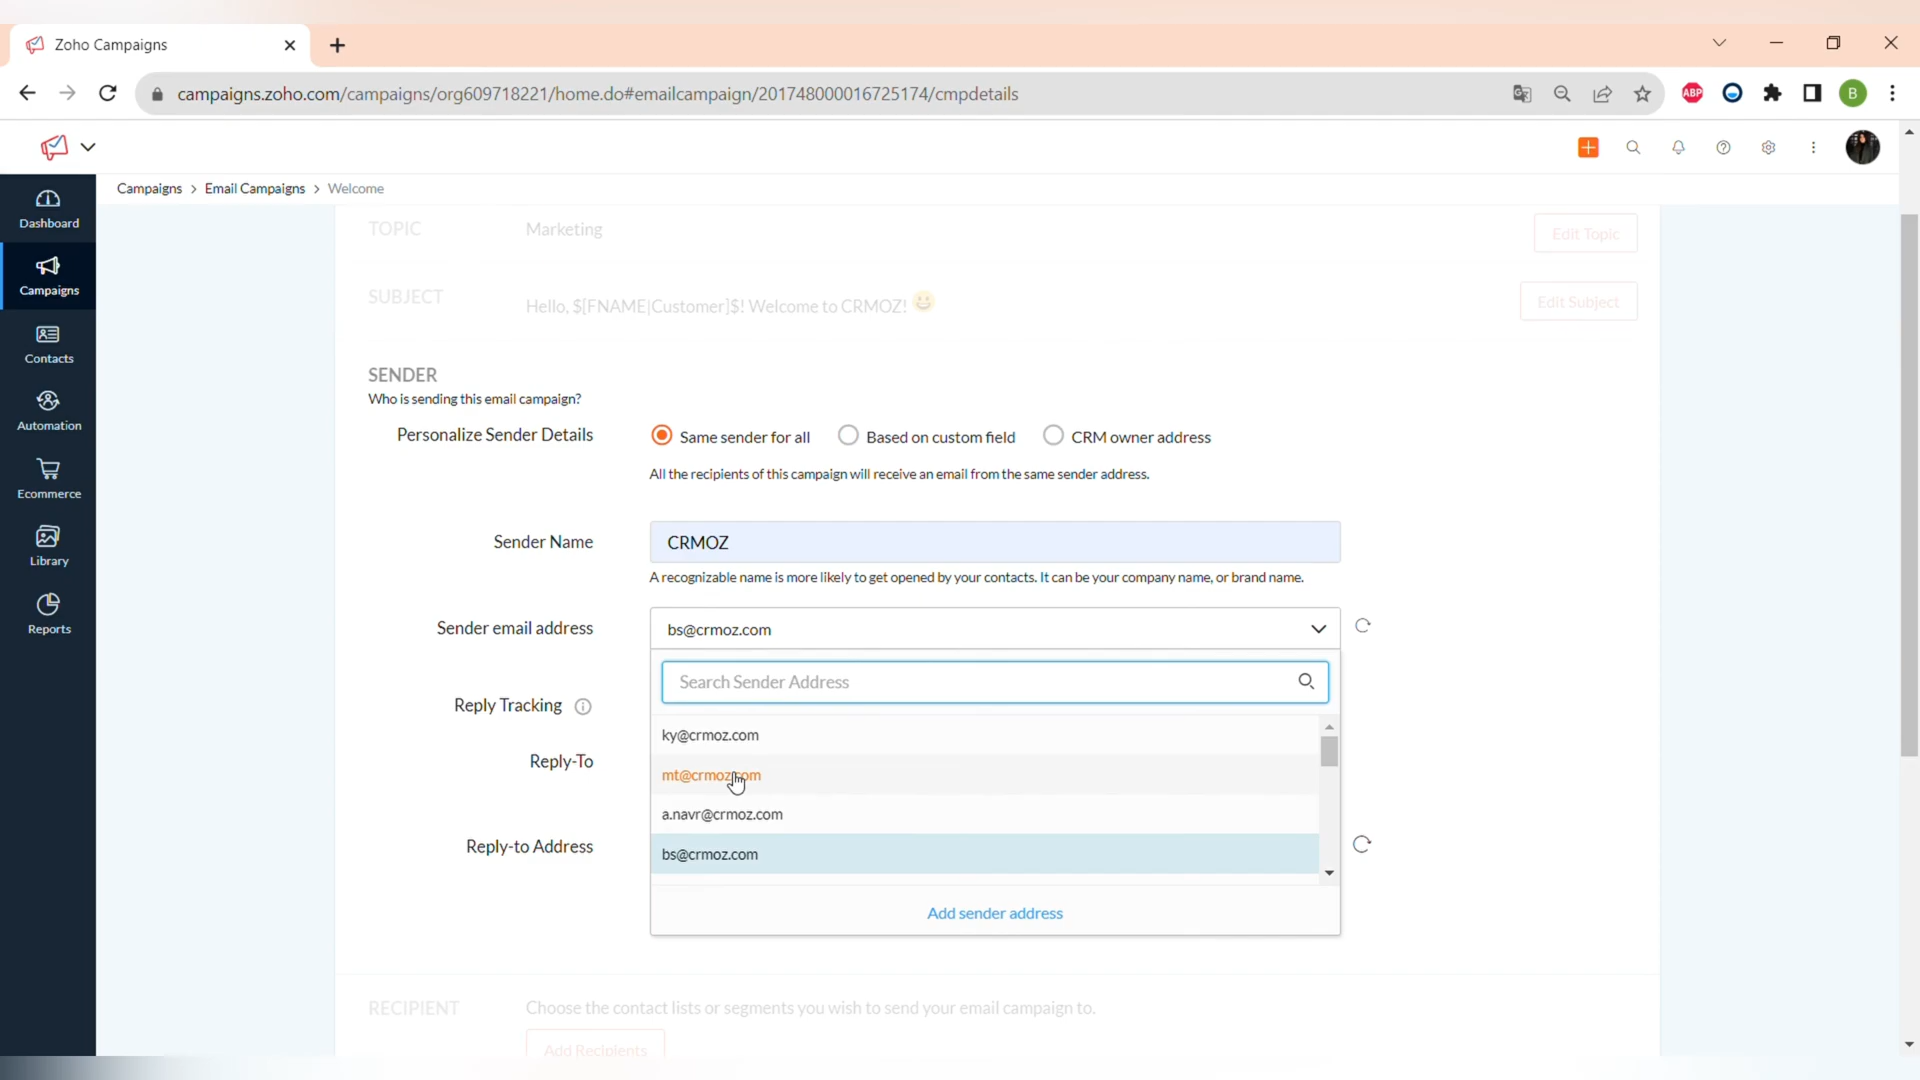 Zoho Campaigns
campaigns.zoho.com/campaigns/org609718221/home.do#emailcampaign/201748000016725174/cmpdetails
ABP
B
Campaigns > Email Campaigns > Welcome
Dashboard
Campaigns
Contacts
Automation
Ecommerce
Library
Reports
TOPIC Marketing Edit Topic
SUBJECT Hello, $[FNAME|Customer]$! Welcome to CRMOZ! 😀 Edit Subject
SENDER
Who is sending this email campaign?
Personalize Sender Details Same sender for all Based on custom field CRM owner address
All the recipients of this campaign will receive an email from the same sender address.
Sender Name CRMOZ
A recognizable name is more likely to get opened by your contacts. It can be your company name, or brand name.
Sender email address bs@crmoz.com
Search Sender Address
Reply Tracking
ky@crmoz.com
Reply-To
mt@crmoz.com
a.navr@crmoz.com
Reply-to Address
bs@crmoz.com
Add sender address
RECIPIENT Choose the contact lists or segments you wish to send your email campaign to.
Add Recipients